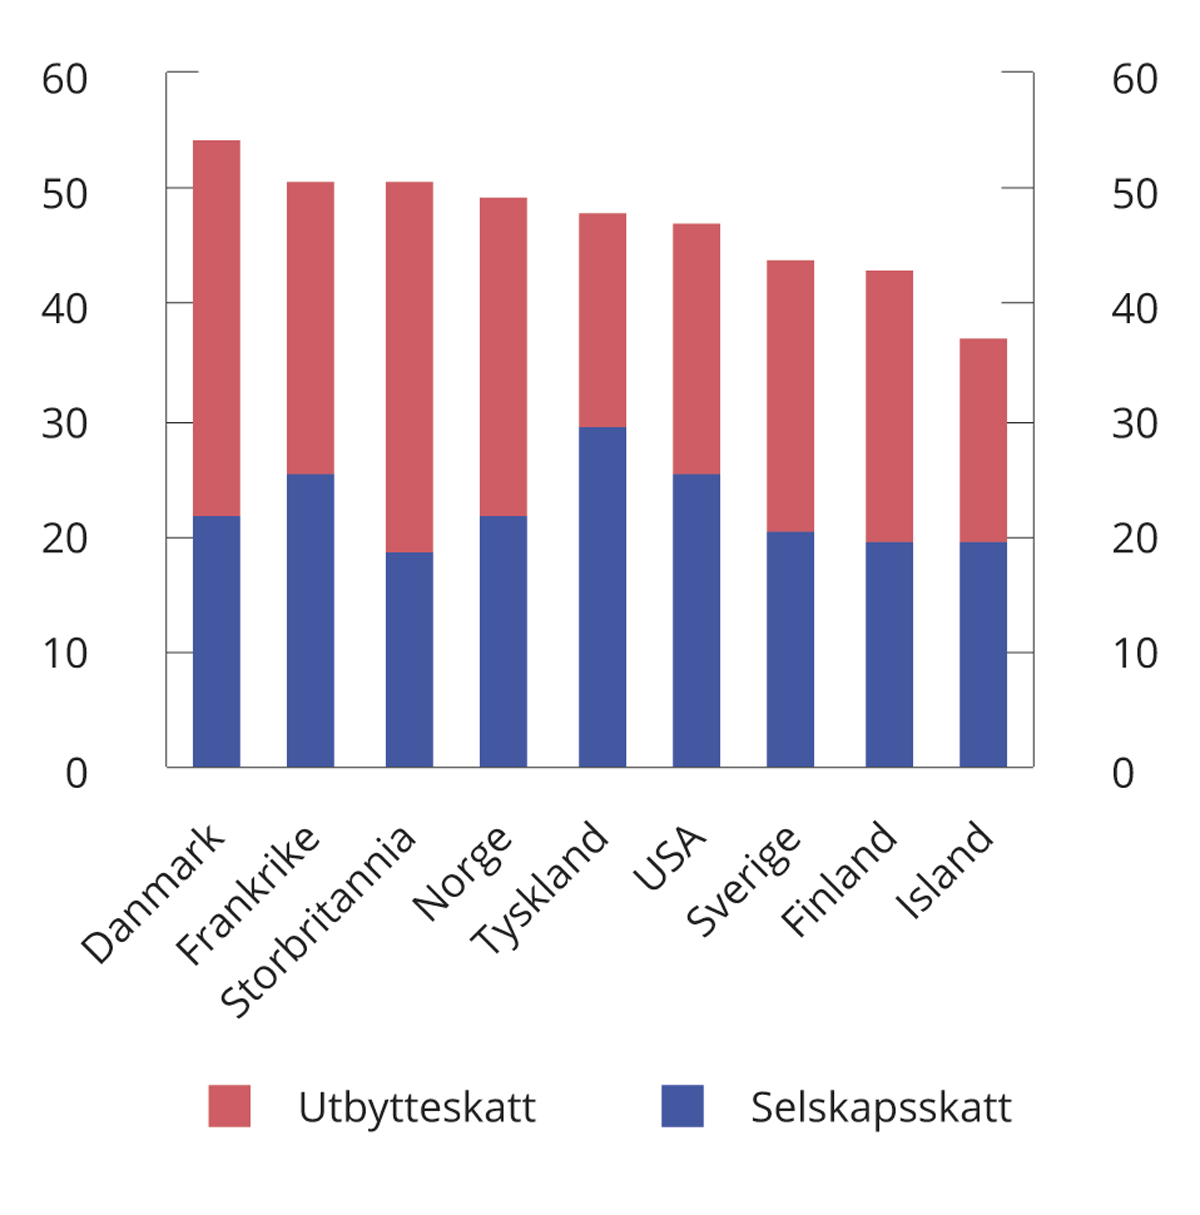 60 60
50 50
40 40
30 30
20 20
10 10
0 0
Danmark
Frankrike
Storbritannia
Norge
Tyskland
USA
Sverige
Finland
Island
Utbytteskatt Selskapsskatt